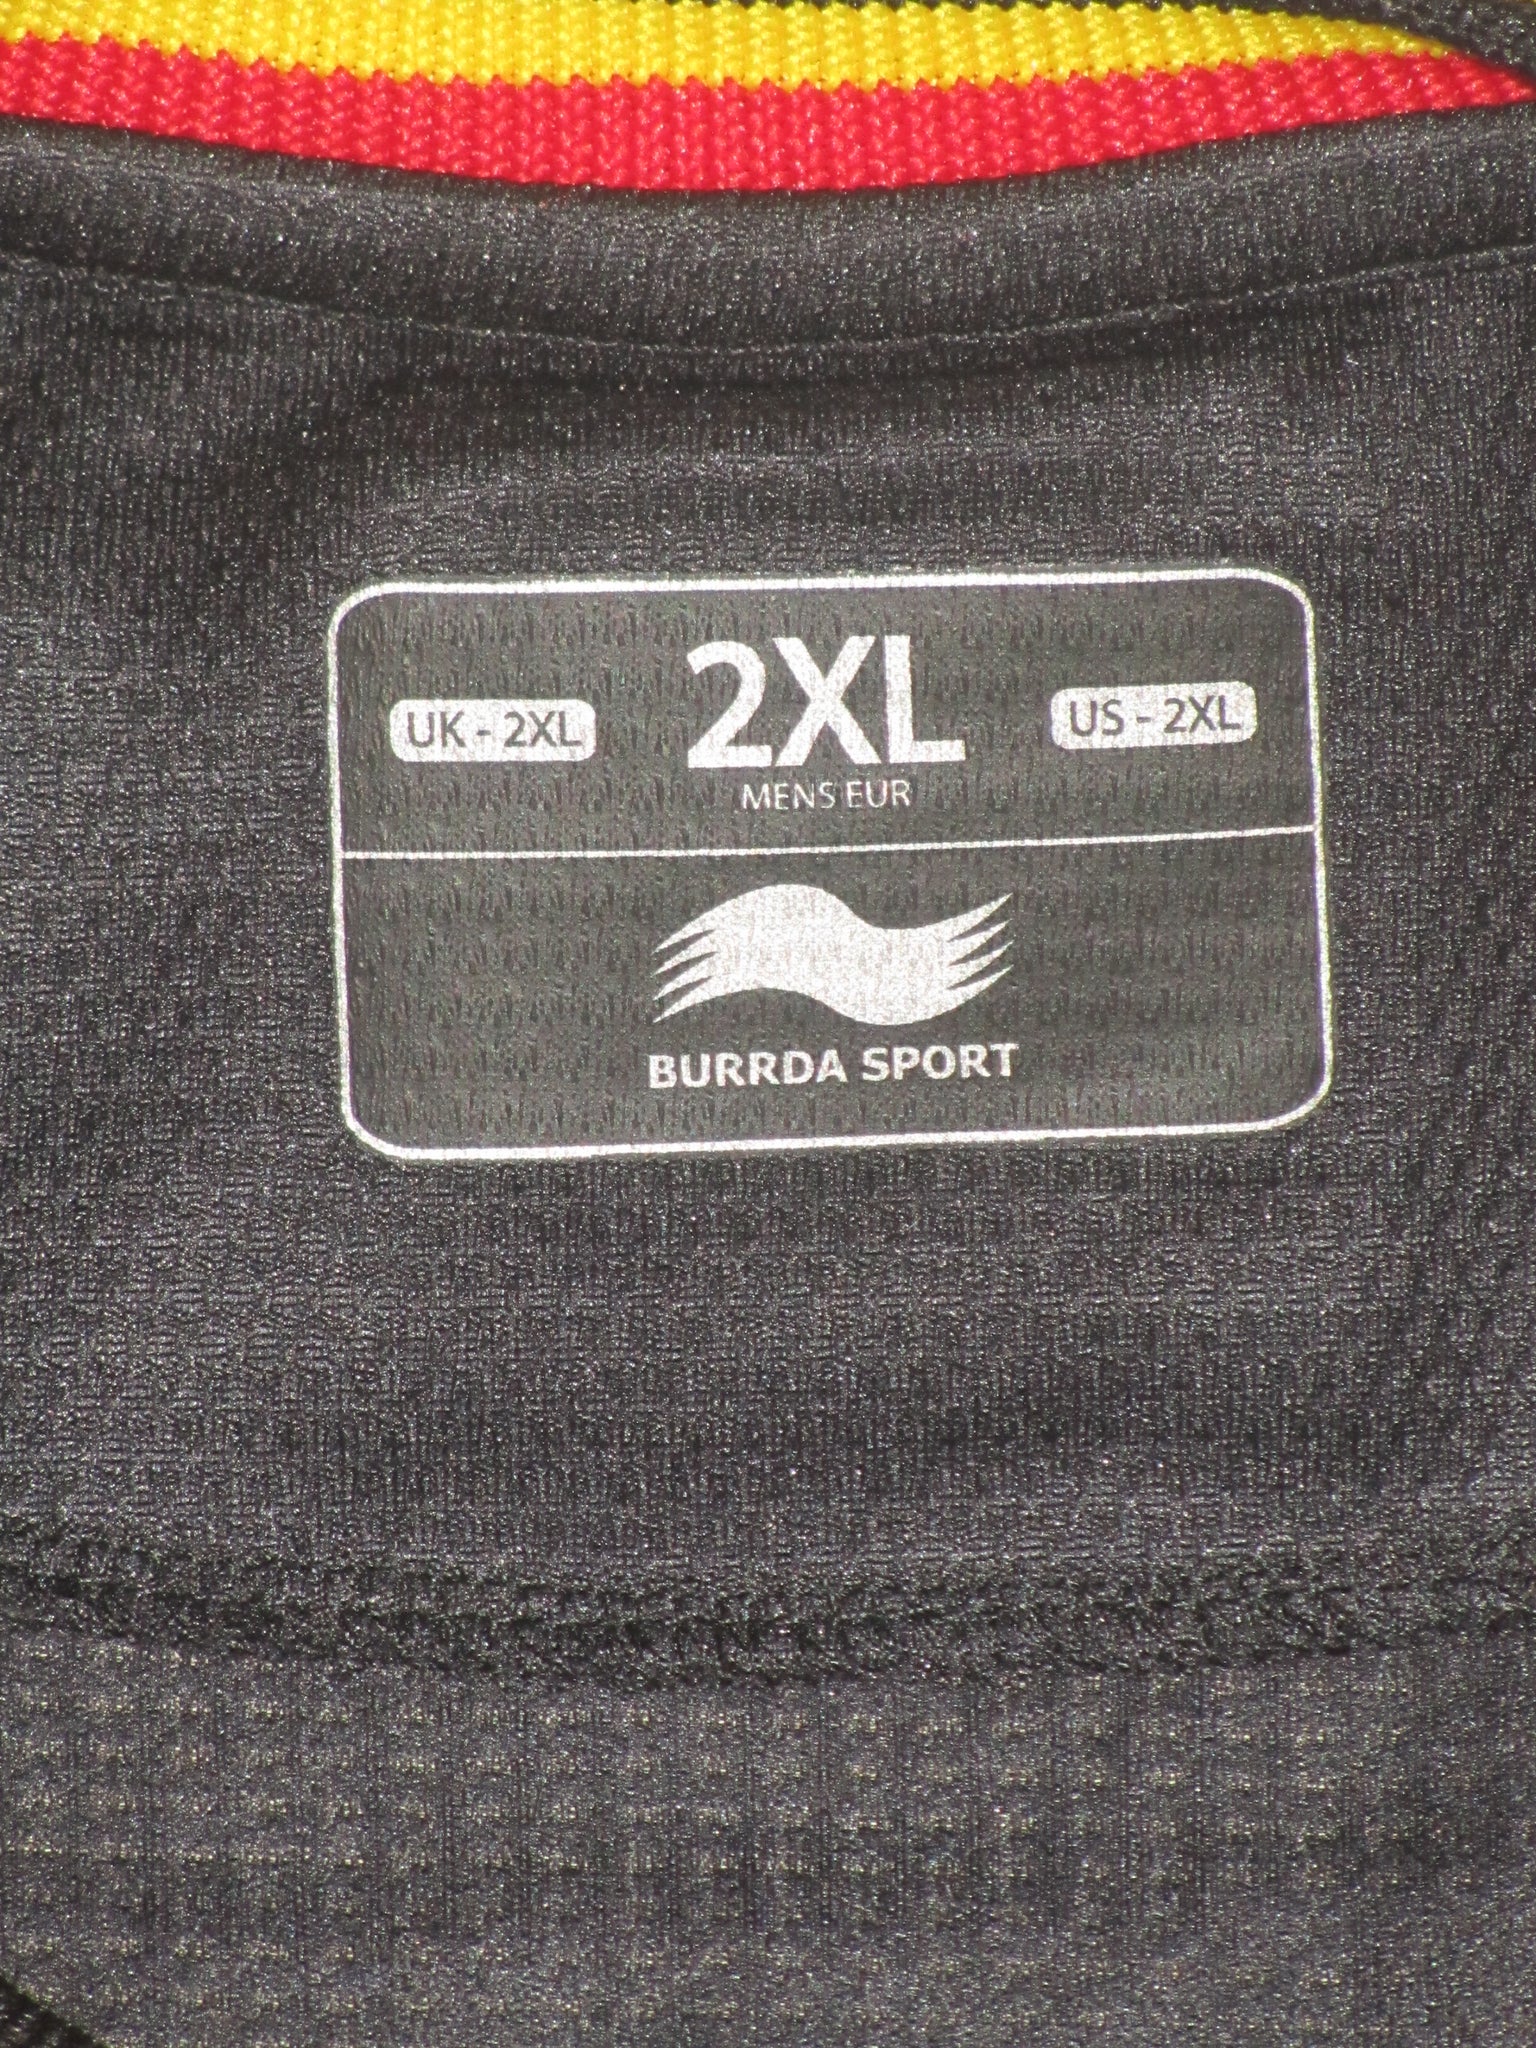 UK - 2XL 2XL US - 2XL
MENS EUR
BURRDA SPORT